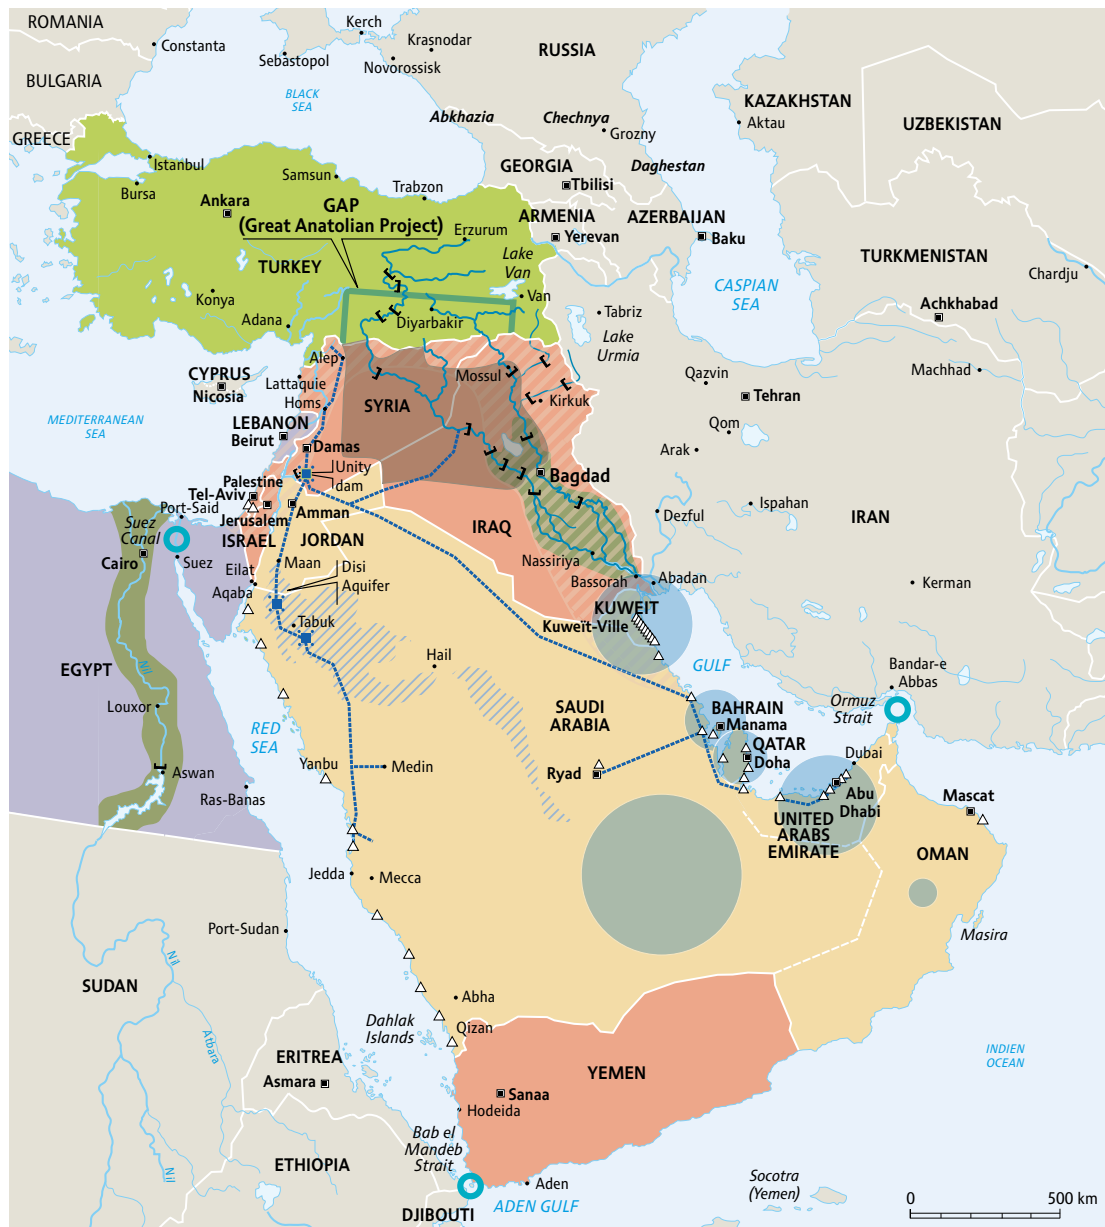 ROMANIA
Constanta
BULGARIA
GREECE
Kerch
Krasnodar
Sebastopol
Novorossisk
RUSSIA
BLACK
SEA
Abkhazia
Chechnya
Grozny
KAZAKHSTAN
Aktau
UZBEKISTAN
Istanbul
Bursa
Samsun
Trabzon
GEORGIA
Tbilisi
Daghestan
Ankara
GAP
(Great Anatolian Project)
Erzurum
ARMENIA
Yerevan
AZERBAIJAN
Baku
TURKEY
Lake
Van
Van
CASPIAN
SEA
TURKMENISTAN
Chardju
Achkhabad
Konya
Adana
Diyarbakir
Tabriz
Lake
Urmia
Alep
CYPRUS
Nicosia
Lattaquie
Homs
Mossul
Kirkuk
Qazvin
Tehran
Machhad
MEDITERRANEAN
SEA
SYRIA
LEBANON
Beirut
Damas
Qom
Arak
Unity
dam
Bagdad
Palestine
Tel-Aviv
Jerusalem
Amman
Port-Said
Suez
Canal
Cairo
Suez
ISRAEL
JORDAN
IRAQ
Dezful
Ispahan
IRAN
Eilat
Aqaba
Maan
Disi
Aquifer
Nassiriya
Bassorah
Abadan
Kerman
Tabuk
KUWEIT
Kuweït-Ville
Hail
GULF
Bandar-e
Abbas
EGYPT
Nil
Louxor
RED
SEA
SAUDI
ARABIA
BAHRAIN
Manama
Ormuz
Strait
QATAR
Doha
Dubai
Aswan
Ras-Banas
Yanbu
Medin
Ryad
Abu
Dhabi
UNITED
ARABS
EMIRATE
Mascat
OMAN
Jedda
Mecca
Port-Sudan
Nil
Masira
SUDAN
Abha
Atbara
Dahlak
Islands
Qizan
ERITREA
Asmara
YEMEN
Sanaa
INDIEN
OCEAN
Hodeida
Bab el
Mandeb
Strait
ETHIOPIA
Nil
Aden
ADEN GULF
DJIBOUTI
Socotra
(Yemen)
0
500 km